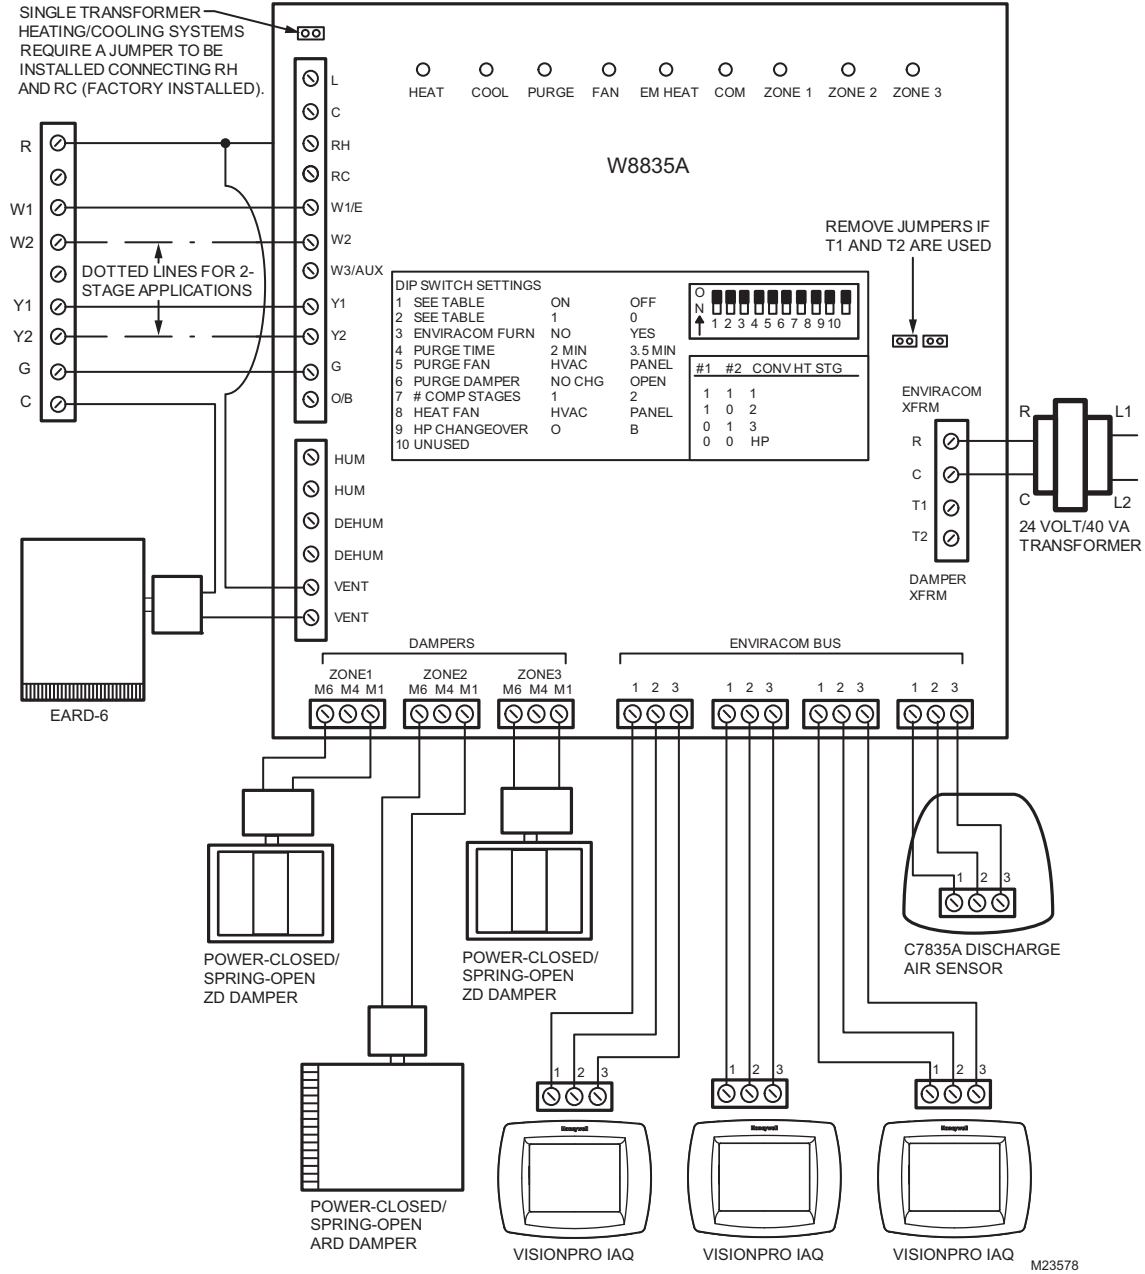 SINGLE TRANSFORMER
HEATING/COOLING SYSTEMS
REQUIRE A JUMPER TO BE
INSTALLED CONNECTING RH
AND RC (FACTORY INSTALLED).
HEAT COOL PURGE FAN EM HEAT COM ZONE 1 ZONE 2 ZONE 3
W8835A
L
C
RH
RC
W1/E
W2
W3/AUX
Y1
Y2
G
O/B
R
W1
W2
DOTTED LINES FOR 2-
STAGE APPLICATIONS
Y1
Y2
G
C
REMOVE JUMPERS IF
T1 AND T2 ARE USED
DIP SWITCH SETTINGS
1 SEE TABLE ON OFF
2 SEE TABLE 1 0
3 ENVIRACOM FURN NO YES
4 PURGE TIME 2 MIN 3.5 MIN
5 PURGE FAN HVAC PANEL
6 PURGE DAMPER NO CHG OPEN
7 # COMP STAGES 1 2
8 HEAT FAN HVAC PANEL
9 HP CHANGEOVER O B
10 UNUSED
O
N
1 2 3 4 5 6 7 8 9 10
#1 #2 CONV HT STG
1 1 1
1 0 2
0 1 3
0 0 HP
ENVIRACOM
XFRM
R
C
T1
T2
DAMPER
XFRM
R L1
C L2
24 VOLT/40 VA
TRANSFORMER
HUM
HUM
DEHUM
DEHUM
VENT
VENT
EARD-6
DAMPERS
ZONE1 ZONE2 ZONE3
M6 M4 M1 M6 M4 M1 M6 M4 M1
ENVIRACOM BUS
1 2 3 1 2 3 1 2 3 1 2 3
1 2 3
C7835A DISCHARGE
AIR SENSOR
POWER-CLOSED/
SPRING-OPEN
ZD DAMPER
POWER-CLOSED/
SPRING-OPEN
ZD DAMPER
POWER-CLOSED/
SPRING-OPEN
ARD DAMPER
1 2 3 1 2 3 1 2 3
Honeywell Honeywell Honeywell
VISIONPRO IAQ VISIONPRO IAQ VISIONPRO IAQ
M23578